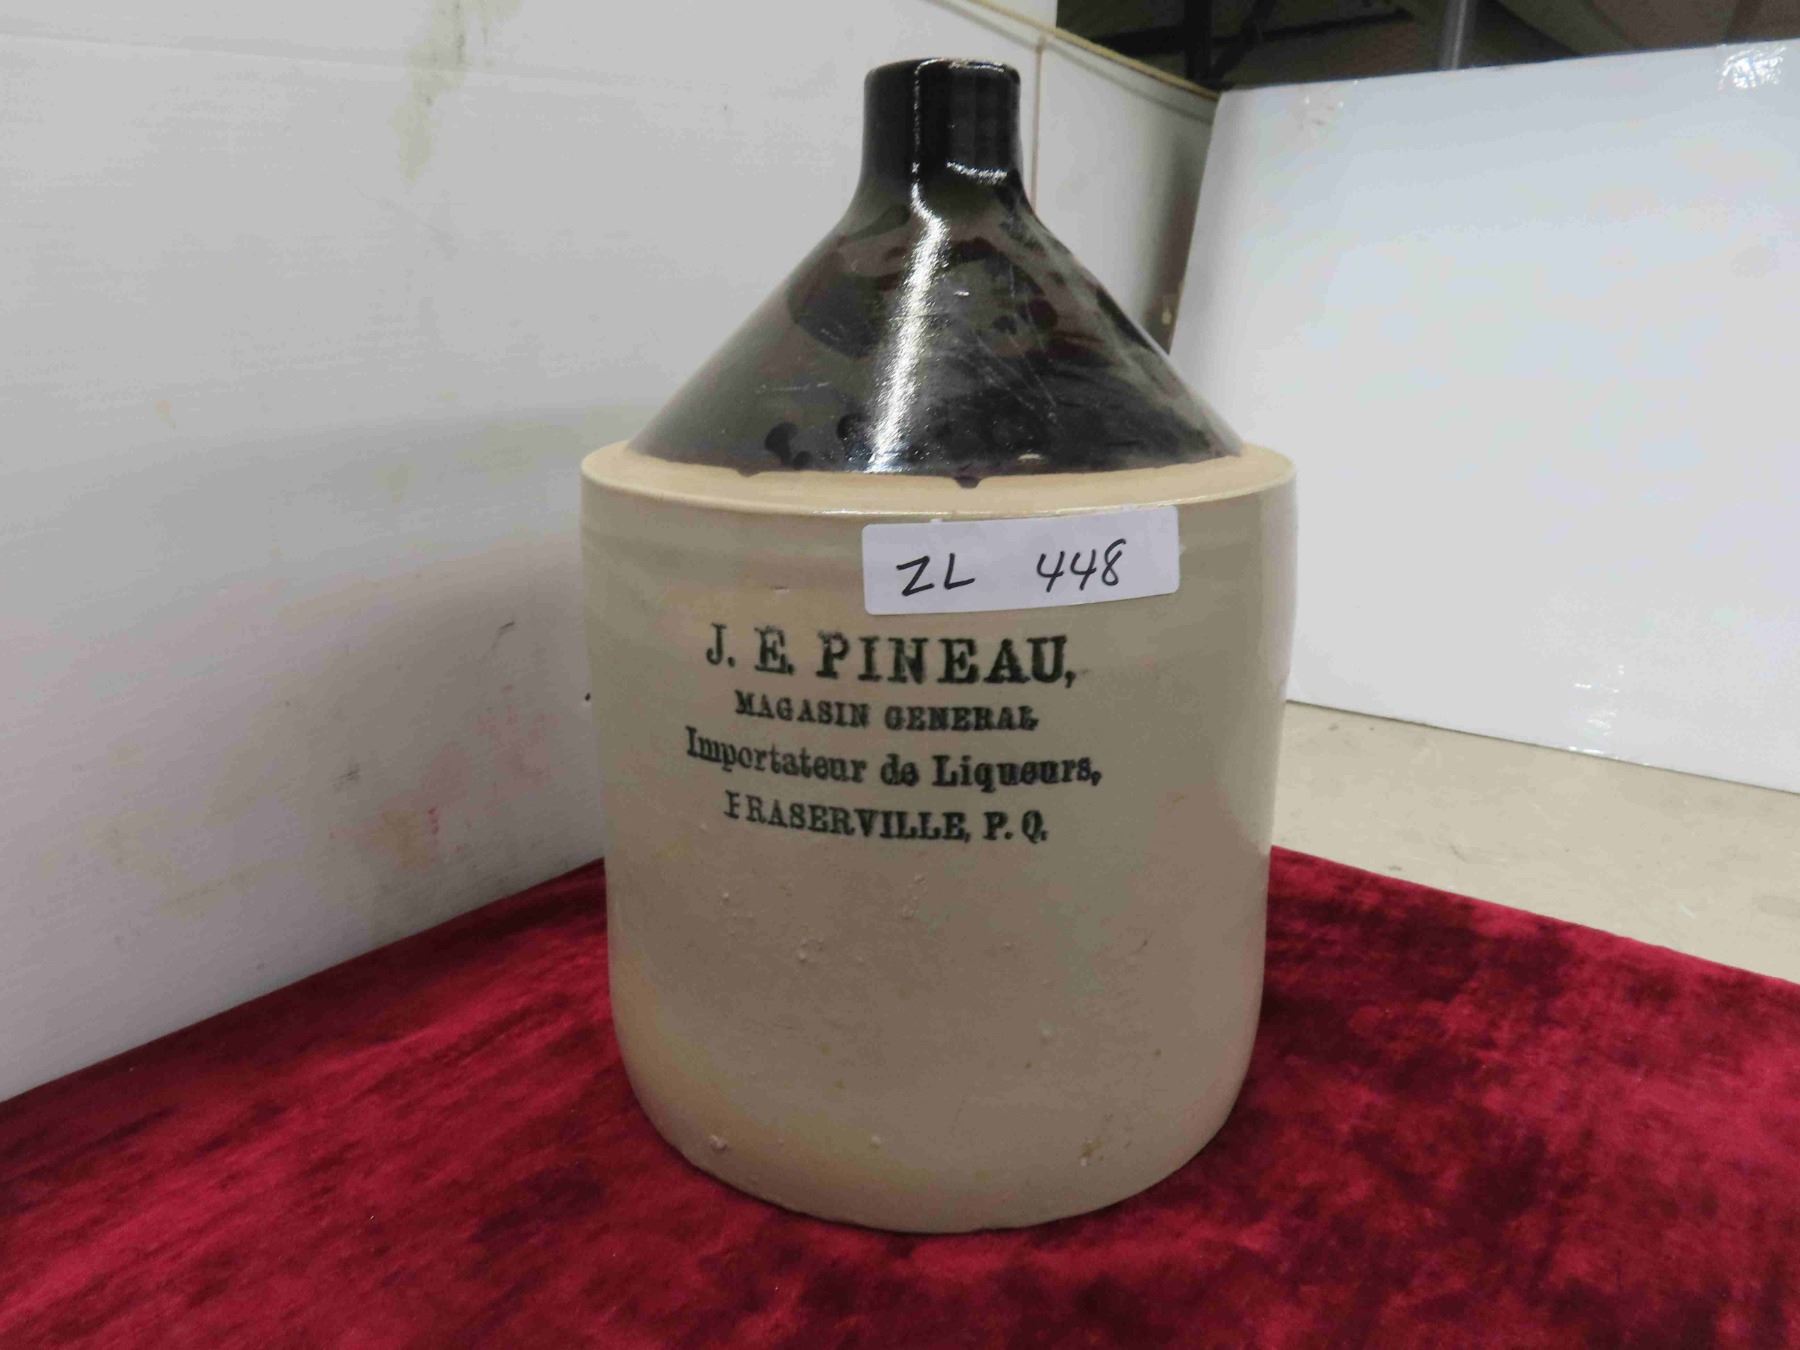 ZL 448
J. E. PINEAU,
MAGASIN GENERAL
Importateur de Liqueurs,
FRASERVILLE, P. Q.